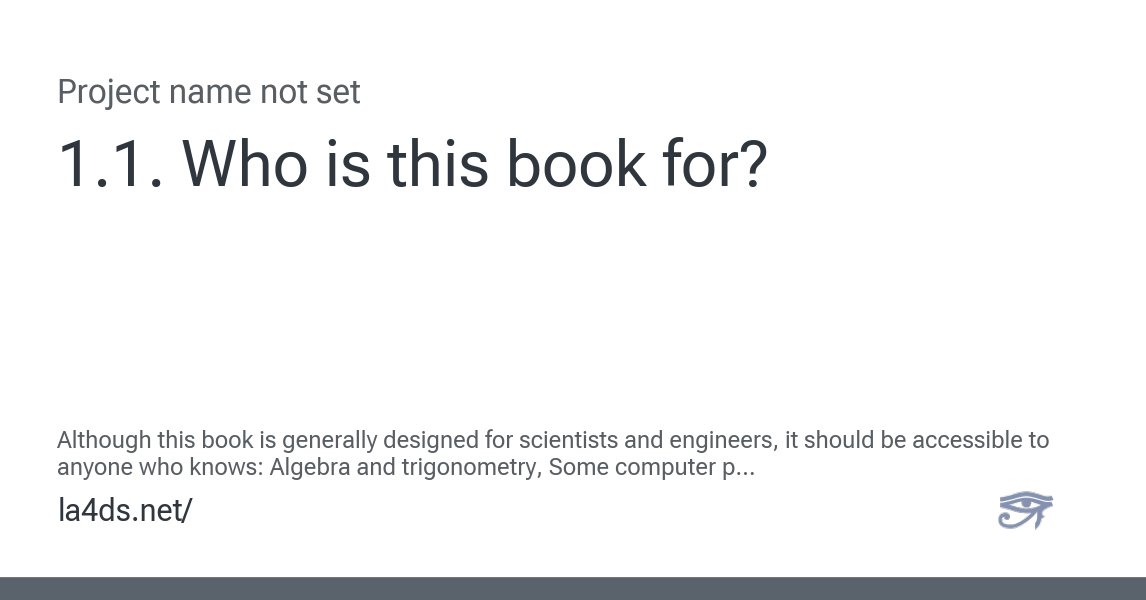 Project name not set
1.1. Who is this book for?
Although this book is generally designed for scientists and engineers, it should be accessible to
anyone who knows: Algebra and trigonometry, Some computer p...
la4ds.net/